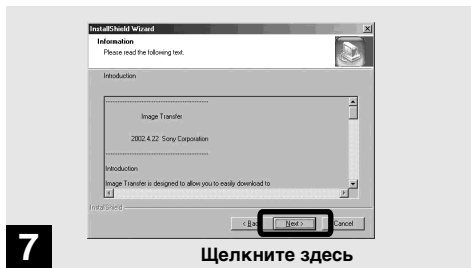 InstallShield Wizard
Information
Please read the following text.
Introduction
Image Transfer
2002.4.22 Sony Corporation
Introduction
Image Transfer is designed to allow you to easily download to
InstallShield
< Bac Next > Cancel
7
Щелкните здесь